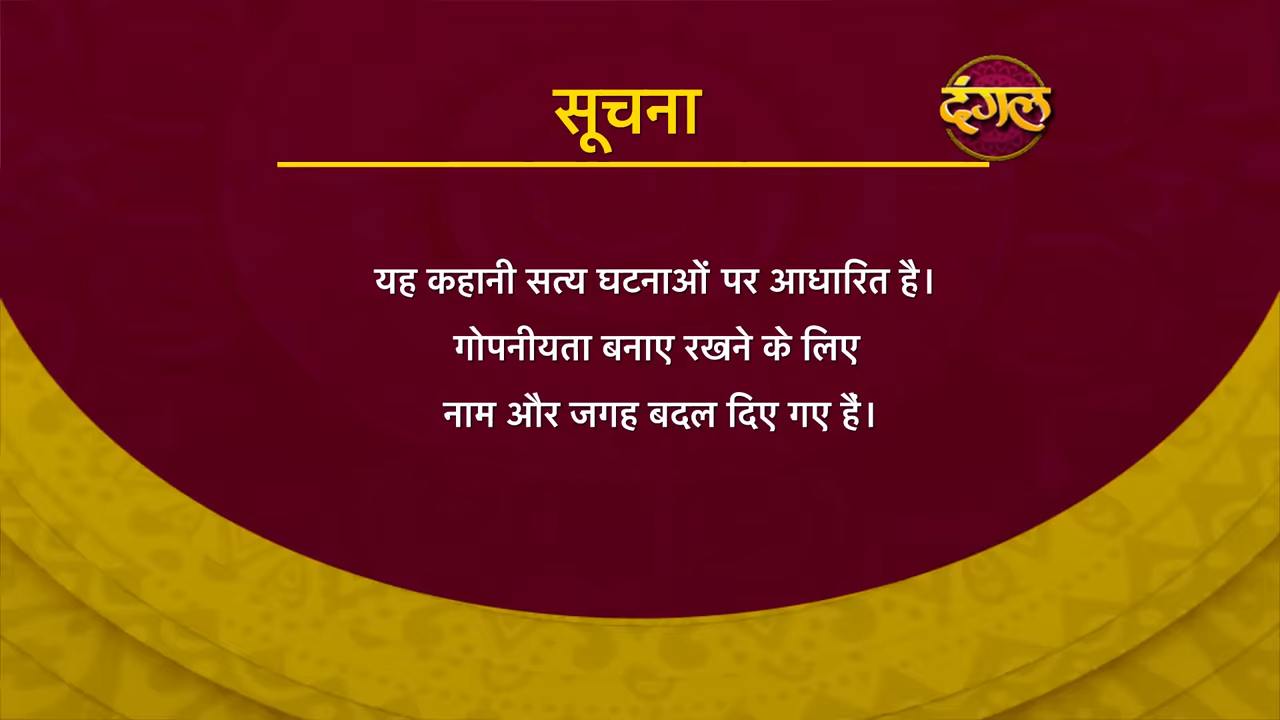 सूचना
दंगल
यह कहानी सत्य घटनाओं पर आधारित है।
गोपनीयता बनाए रखने के लिए
नाम और जगह बदल दिए गए हैं।